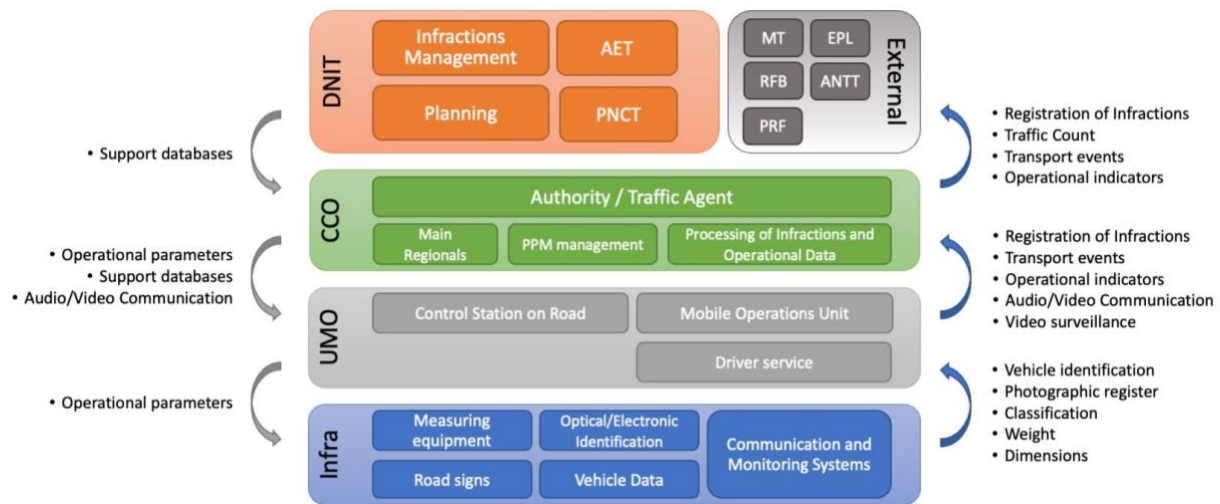 DNIT
Infractions
Management
AET
Planning
PNCT
External
MT
EPL
RFB
ANTT
PRF
• Support databases
• Registration of Infractions
• Traffic Count
• Transport events
• Operational indicators
CCO
Authority / Traffic Agent
Main
Regionals
PPM management
Processing of Infractions and
Operational Data
• Operational parameters
• Support databases
• Audio/Video Communication
• Registration of Infractions
• Transport events
• Operational indicators
• Audio/Video Communication
• Video surveillance
UMO
Control Station on Road
Mobile Operations Unit
Driver service
• Operational parameters
• Vehicle identification
• Photographic register
• Classification
• Weight
• Dimensions
Infra
Measuring
equipment
Optical/Electronic
Identification
Communication and
Monitoring Systems
Road signs
Vehicle Data